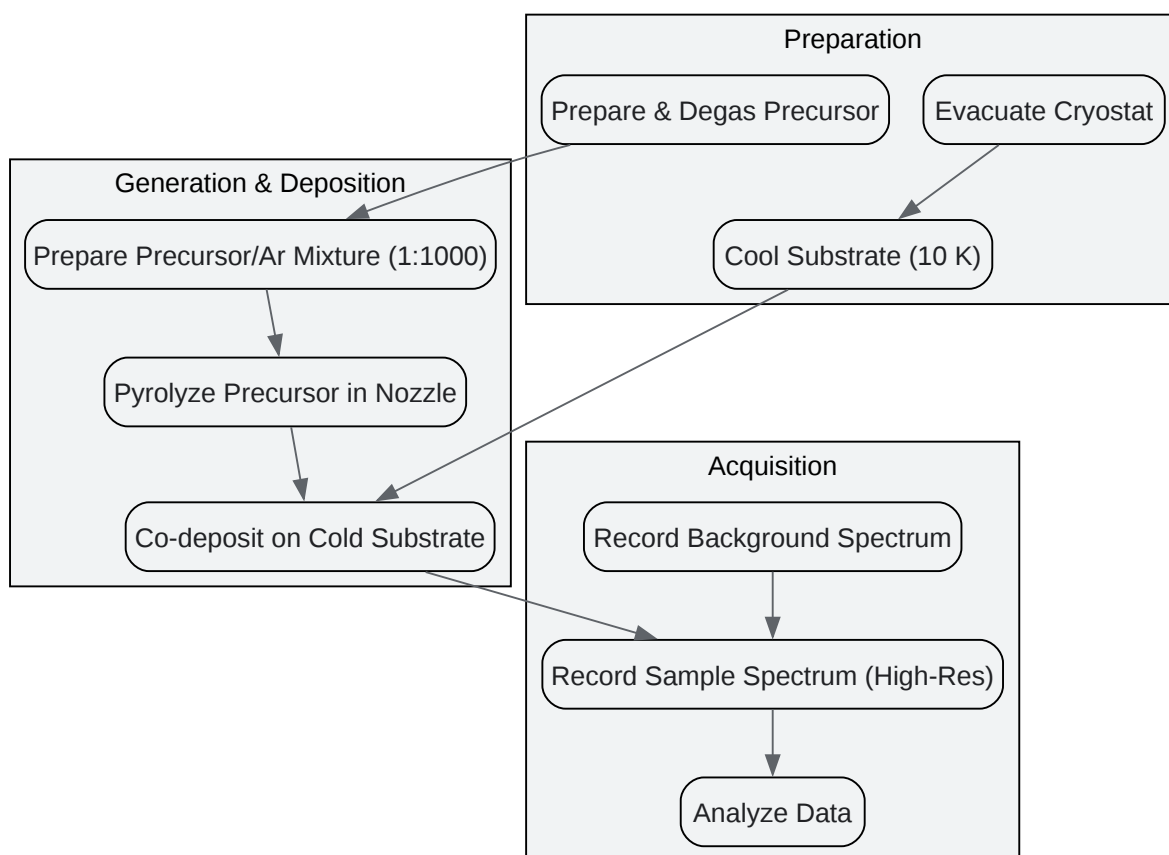 Preparation
Prepare & Degas Precursor
Evacuate Cryostat
Cool Substrate (10 K)
Generation & Deposition
Prepare Precursor/Ar Mixture (1:1000)
Pyrolyze Precursor in Nozzle
Co-deposit on Cold Substrate
Acquisition
Record Background Spectrum
Record Sample Spectrum (High-Res)
Analyze Data